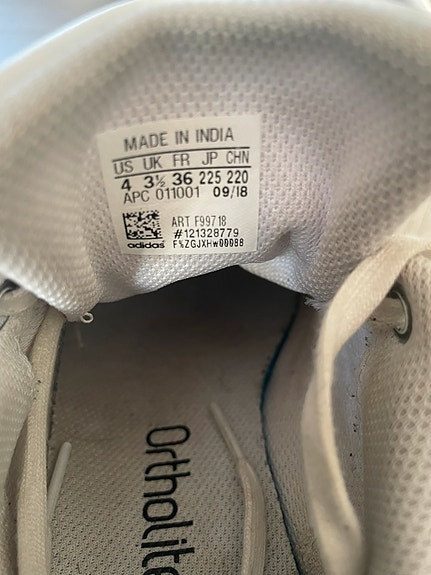 MADE IN INDIA
US UK FR JP CHN
4 3½ 36 225 220
APC 011001 09/18
ART F99718
#121328779
adidas F%ZGJXHw00088
OrthoLite